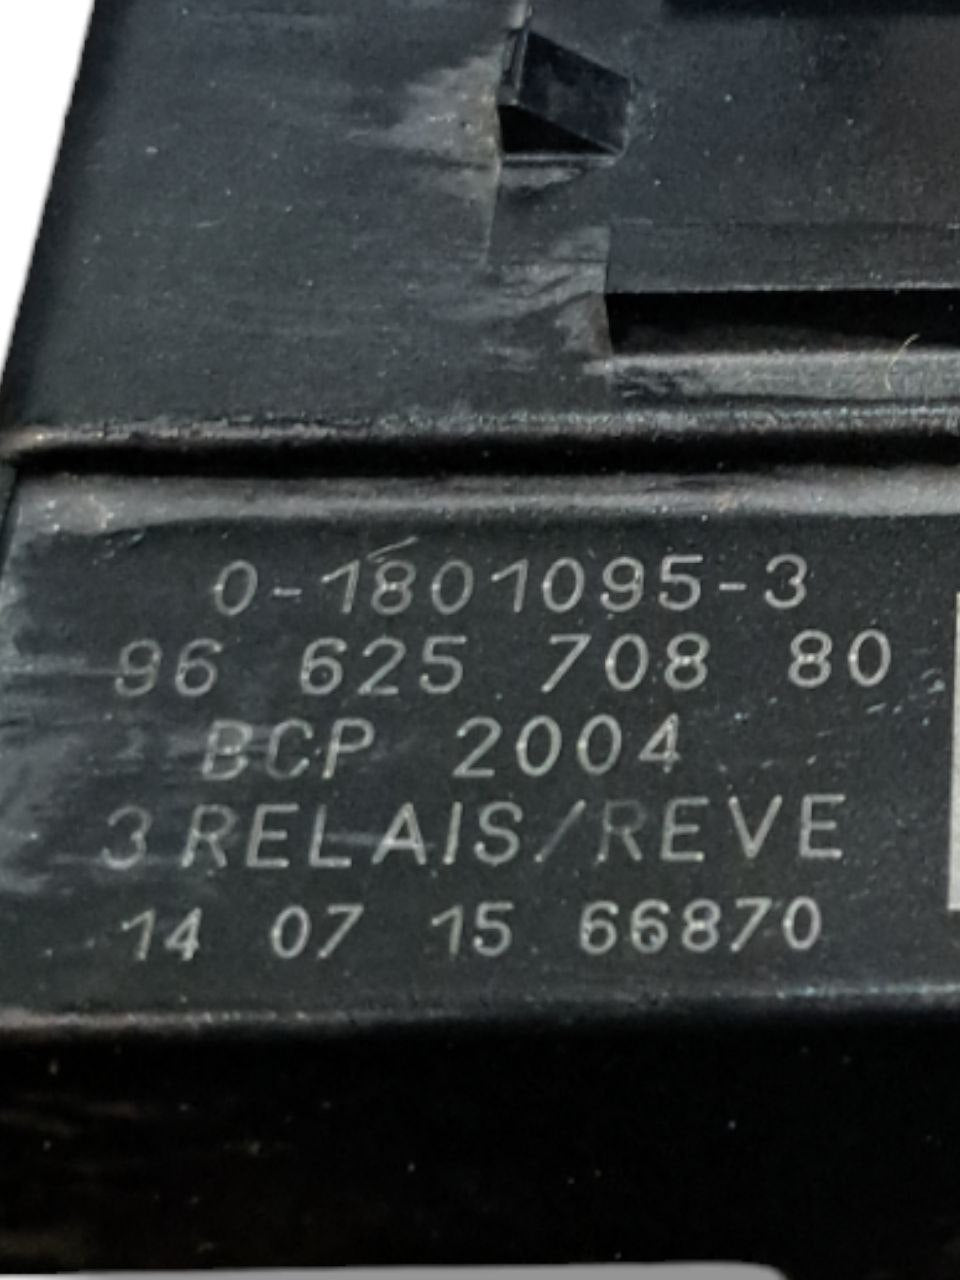 0-1801095-3
96 625 708 80
BCP 2004
3 RELAIS/REVE
14 07 15 66870